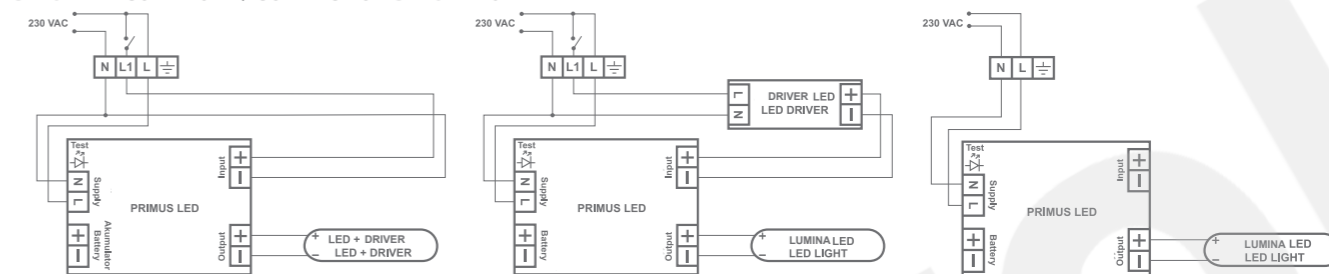 230 VAC
N L1 L
Test
N
L
Supply
Akumulator
Battery
+
−
PRIMUS LED
Input
+
−
Output
+
−
+ LED + DRIVER
− LED + DRIVER
230 VAC
N L1 L
L
N
DRIVER LED
LED DRIVER
+
−
Test
N
L
Supply
Battery
+
−
PRIMUS LED
Input
+
−
Output
+
−
+ LUMINA LED
− LED LIGHT
230 VAC
N L
Test
N
L
Supply
Battery
+
−
PRIMUS LED
Input
+
−
Output
+
−
+ LUMINA LED
− LED LIGHT